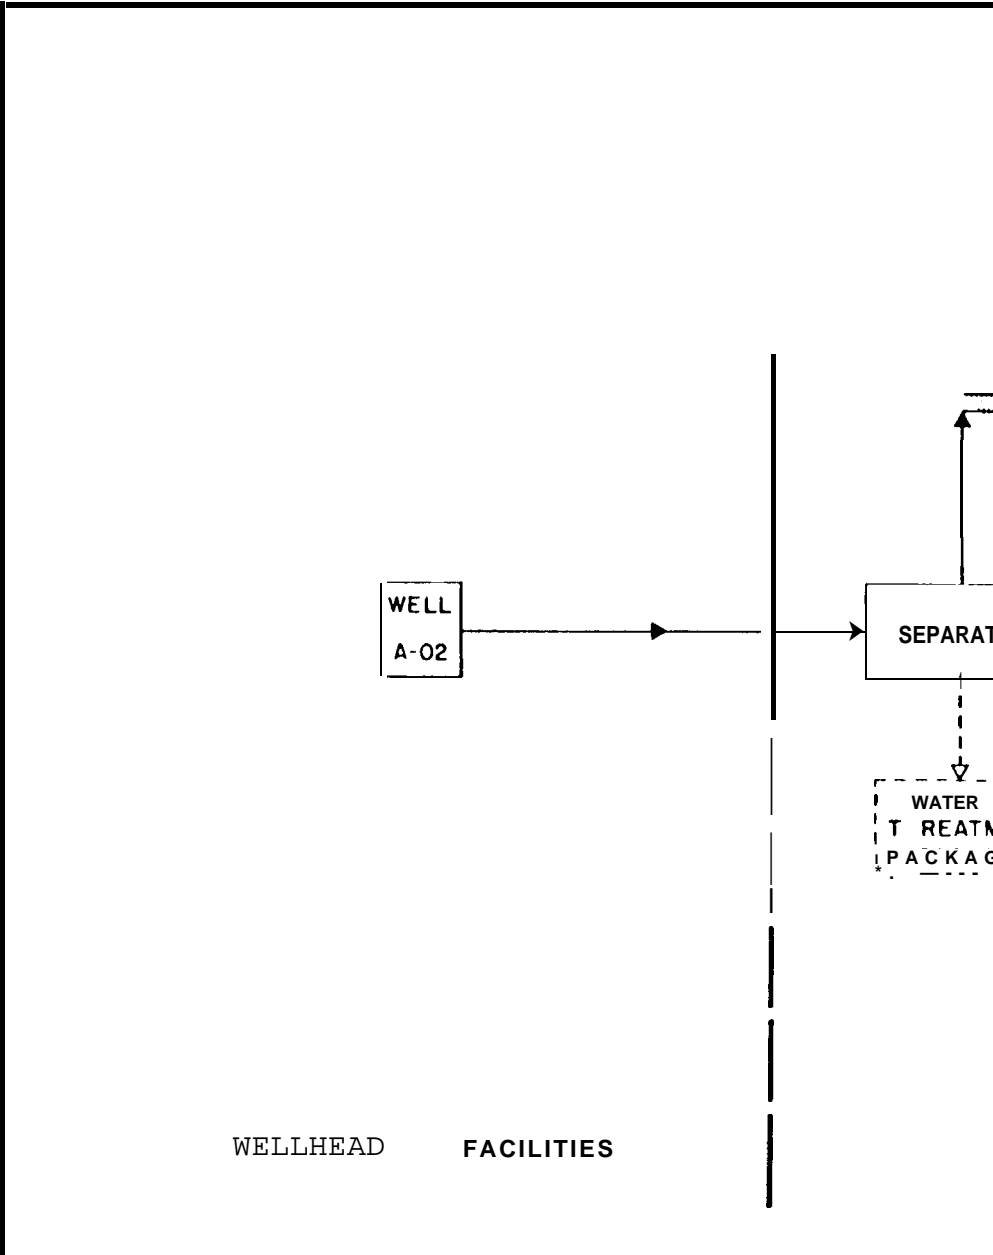 WELL
A-02
SEPARAT
WATER
T REATM
PACKAG
WELLHEAD FACILITIES